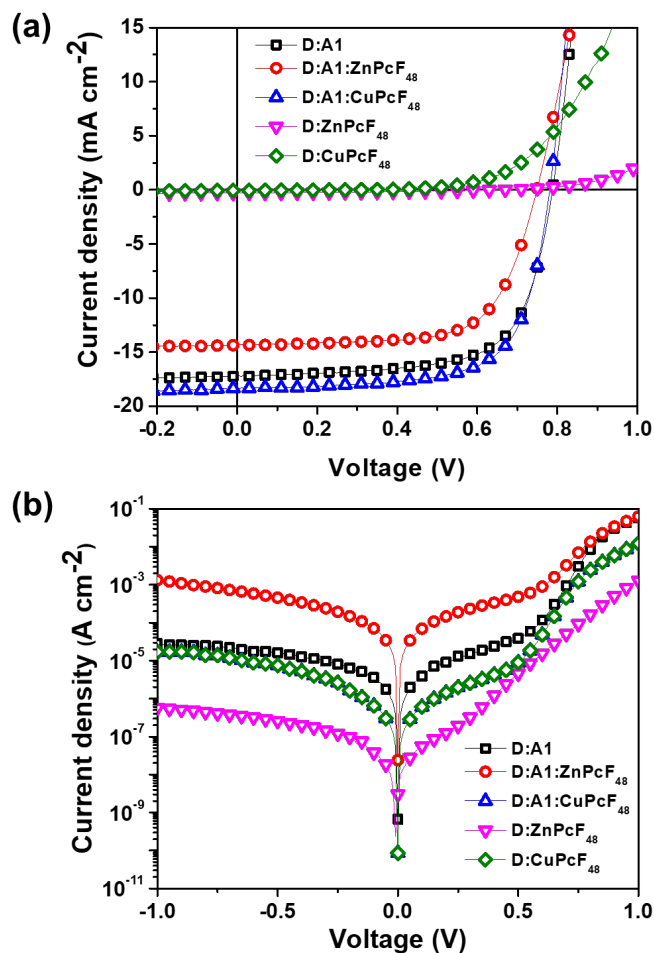 (a)
15
10
5
0
-5
-10
-15
-20
Current density (mA cm⁻²)
D:A1
D:A1:ZnPcF₄₈
D:A1:CuPcF₄₈
D:ZnPcF₄₈
D:CuPcF₄₈
-0.2 0.0 0.2 0.4 0.6 0.8 1.0
Voltage (V)
(b)
10⁻¹
10⁻³
10⁻⁵
10⁻⁷
10⁻⁹
10⁻¹¹
Current density (A cm⁻²)
D:A1
D:A1:ZnPcF₄₈
D:A1:CuPcF₄₈
D:ZnPcF₄₈
D:CuPcF₄₈
-1.0 -0.5 0.0 0.5 1.0
Voltage (V)